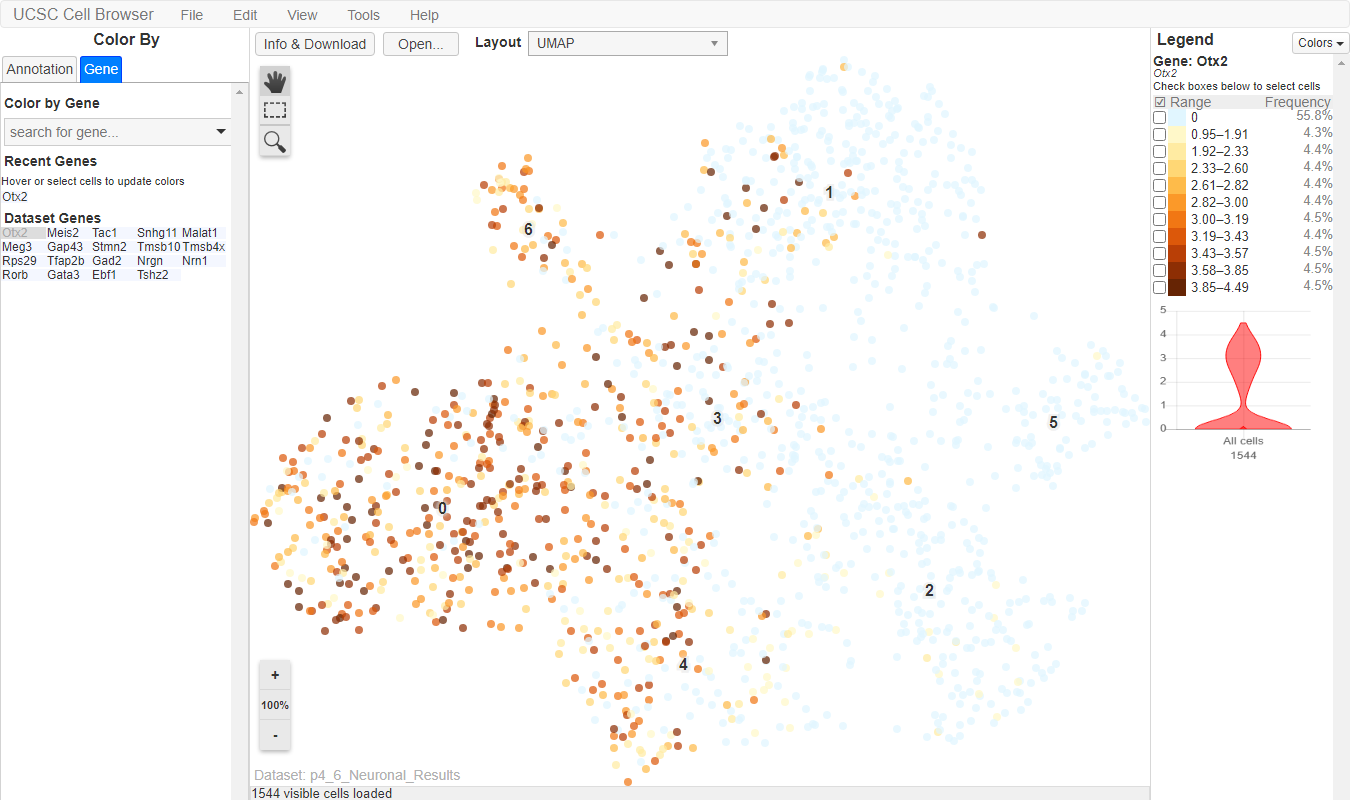 UCSC Cell Browser File Edit View Tools Help
Color By
Annotation Gene
Color by Gene
search for gene...
Recent Genes
Hover or select cells to update colors
Otx2
Dataset Genes
Otx2 Meis2 Tac1 Snhg11 Malat1
Meg3 Gap43 Stmn2 Tmsb10 Tmsb4x
Rps29 Tfap2b Gad2 Nrgn Nrn1
Rorb Gata3 Ebf1 Tshz2
Info & Download Open... Layout UMAP
1
6
3
5
0
2
4
+
100%
-
Dataset: p4_6_Neuronal_Results
1544 visible cells loaded
Legend Colors
Gene: Otx2
Otx2
Check boxes below to select cells
Range Frequency
0 55.8%
0.95–1.91 4.3%
1.92–2.33 4.4%
2.33–2.60 4.4%
2.61–2.82 4.4%
2.82–3.00 4.4%
3.00–3.19 4.5%
3.19–3.43 4.4%
3.43–3.57 4.5%
3.58–3.85 4.5%
3.85–4.49 4.5%
5
4
3
2
1
0
All cells
1544